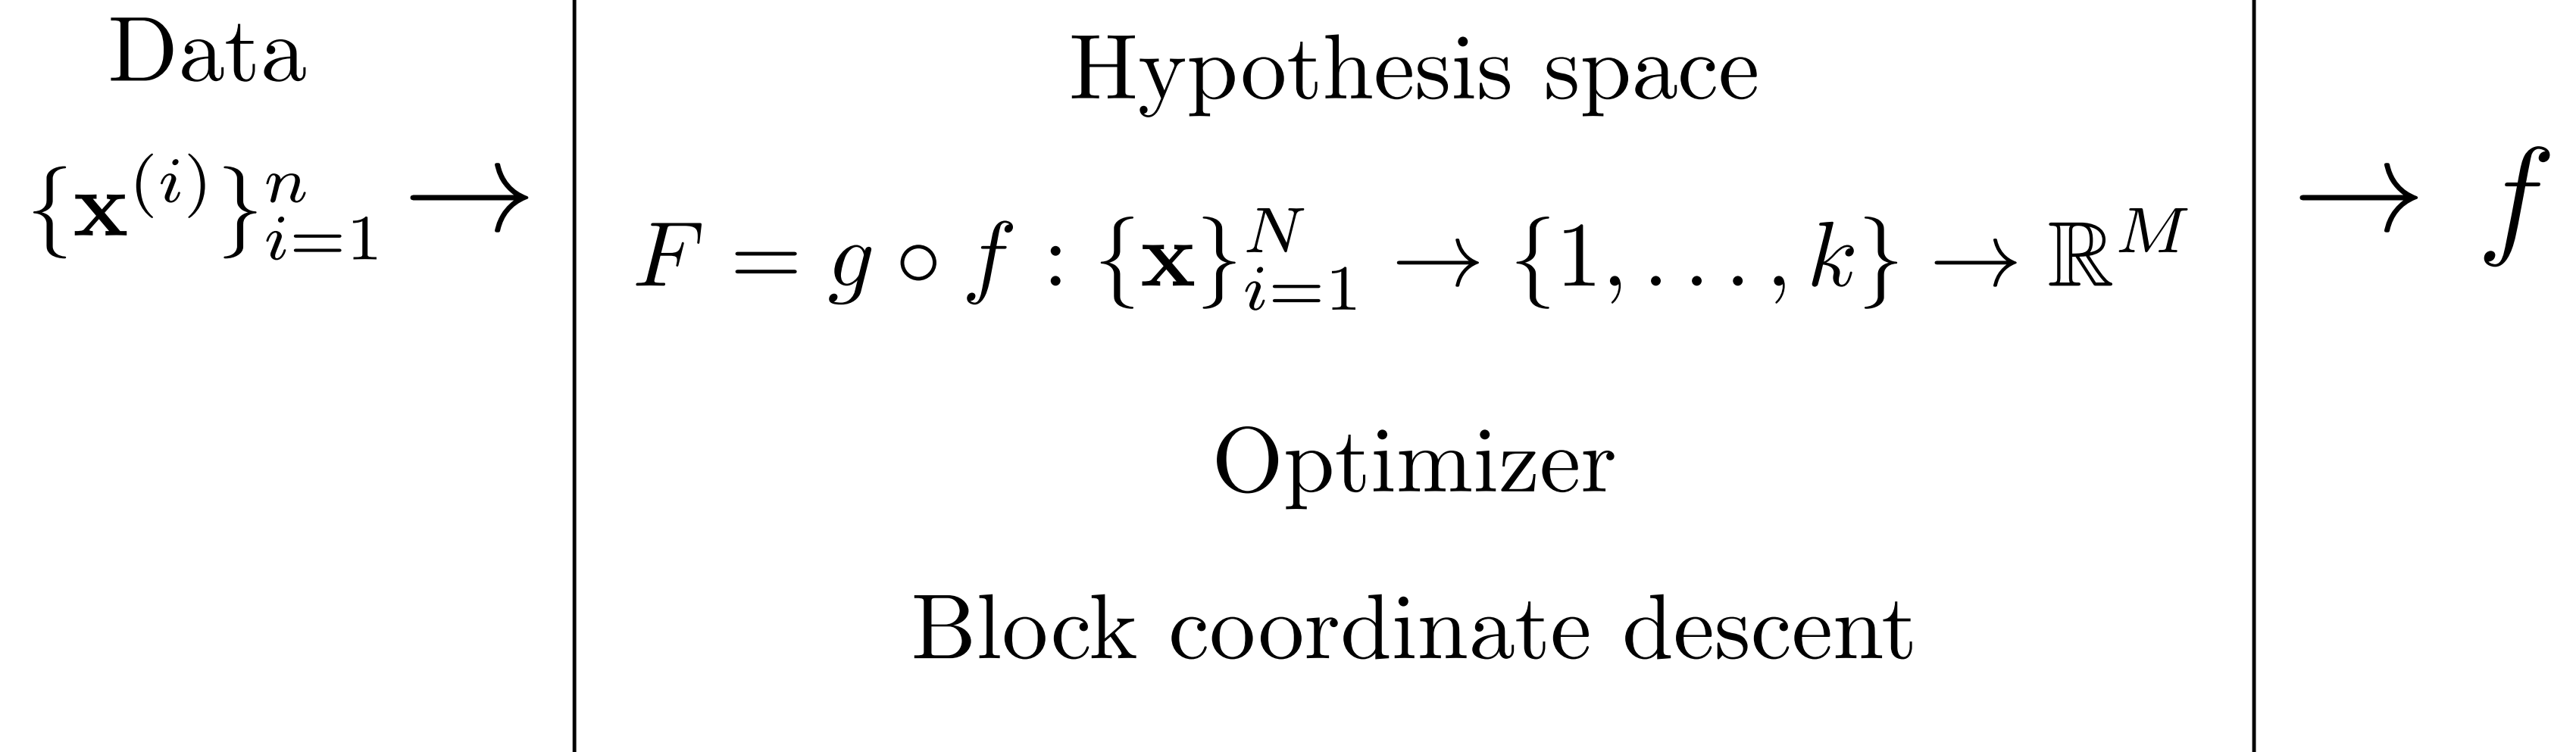 Data
{𝐱^(i)}_{i=1}^n →
Hypothesis space
F = g ∘ f : {𝐱}_{i=1}^N → {1, . . . , k} → ℝ^M
Optimizer
Block coordinate descent
→ f